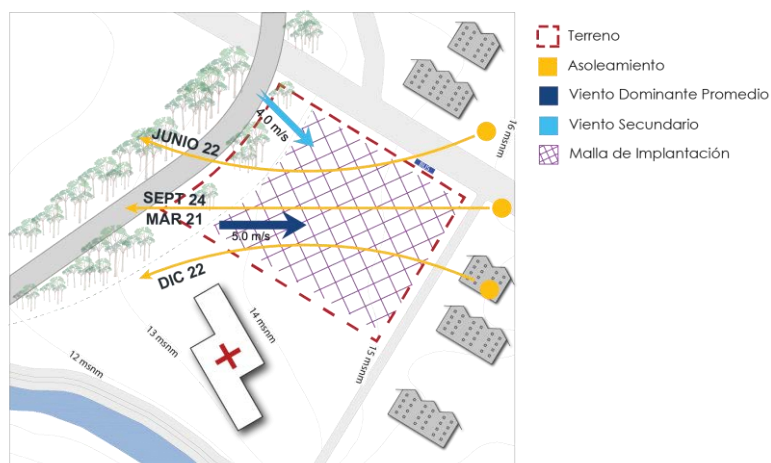 Terreno
Asoleamiento
Viento Dominante Promedio
Viento Secundario
Malla de Implantación
4.0 m/s
JUNIO 22
16 msnm
SEPT 24
MAR 21
5.0 m/s
DIC 22
14 msnm
13 msnm
15 msnm
12 msnm